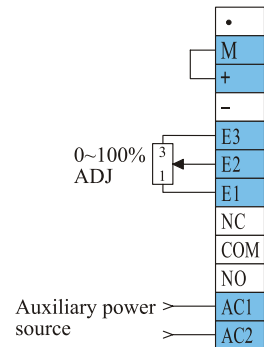 •
M
+
−
E3
3
0~100%
E2
ADJ
1
E1
NC
COM
NO
Auxiliary power
AC1
source
AC2